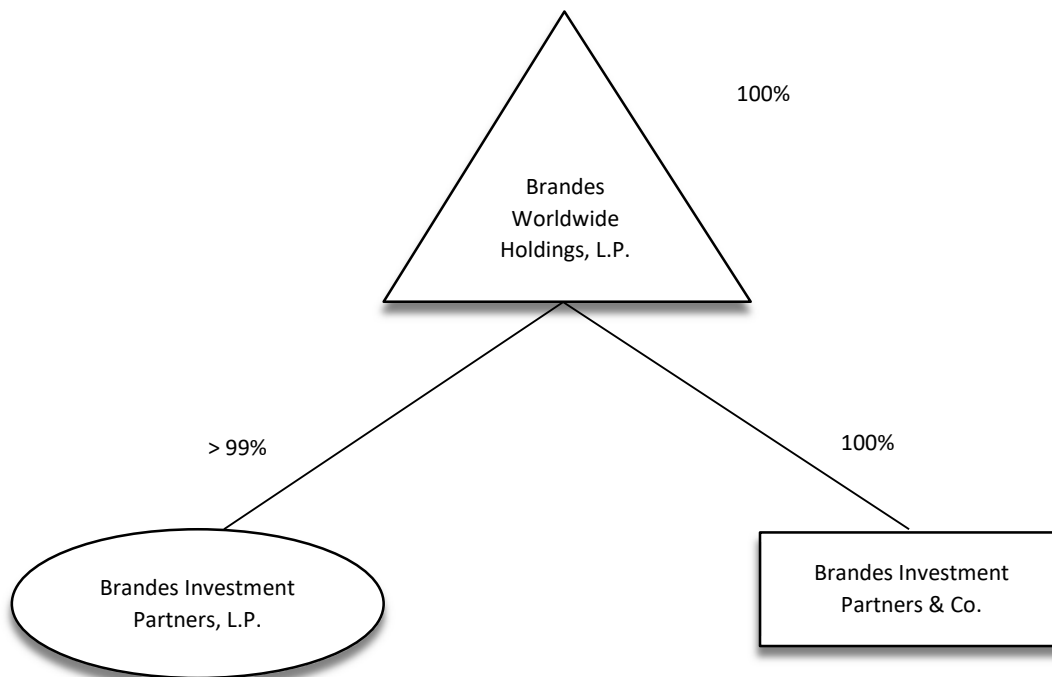 100%
Brandes
Worldwide
Holdings, L.P.
> 99%
100%
Brandes Investment
Partners, L.P.
Brandes Investment
Partners & Co.